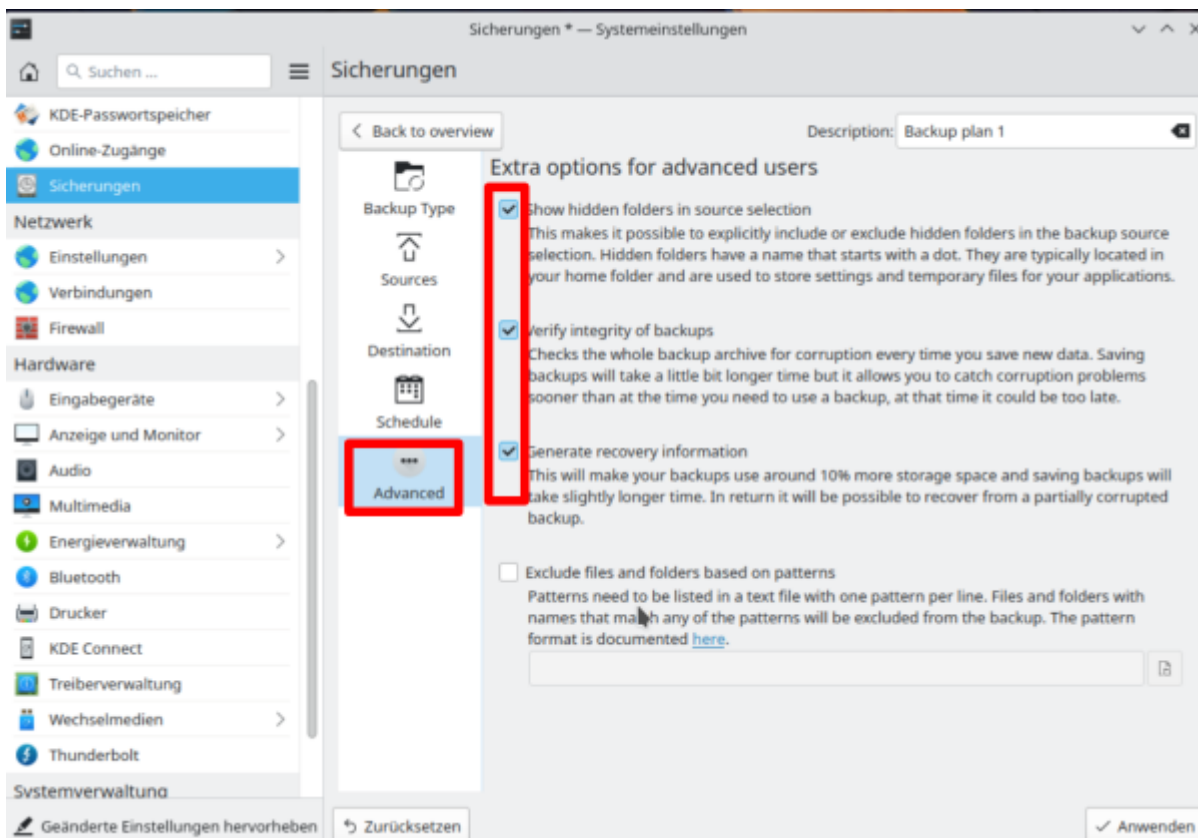 Sicherungen * — Systemeinstellungen
Suchen ...
Sicherungen
KDE-Passwortspeicher
Online-Zugänge
Sicherungen
Netzwerk
Einstellungen
Verbindungen
Firewall
Hardware
Eingabegeräte
Anzeige und Monitor
Audio
Multimedia
Energieverwaltung
Bluetooth
Drucker
KDE Connect
Treiberverwaltung
Wechselmedien
Thunderbolt
Systemverwaltung
Geänderte Einstellungen hervorheben
Back to overview
Description: Backup plan 1
Backup Type
Sources
Destination
Schedule
Advanced
Extra options for advanced users
Show hidden folders in source selection
This makes it possible to explicitly include or exclude hidden folders in the backup source
selection. Hidden folders have a name that starts with a dot. They are typically located in
your home folder and are used to store settings and temporary files for your applications.
Verify integrity of backups
Checks the whole backup archive for corruption every time you save new data. Saving
backups will take a little bit longer time but it allows you to catch corruption problems
sooner than at the time you need to use a backup, at that time it could be too late.
Generate recovery information
This will make your backups use around 10% more storage space and saving backups will
take slightly longer time. In return it will be possible to recover from a partially corrupted
backup.
Exclude files and folders based on patterns
Patterns need to be listed in a text file with one pattern per line. Files and folders with
names that match any of the patterns will be excluded from the backup. The pattern
format is documented here.
Zurücksetzen
Anwenden